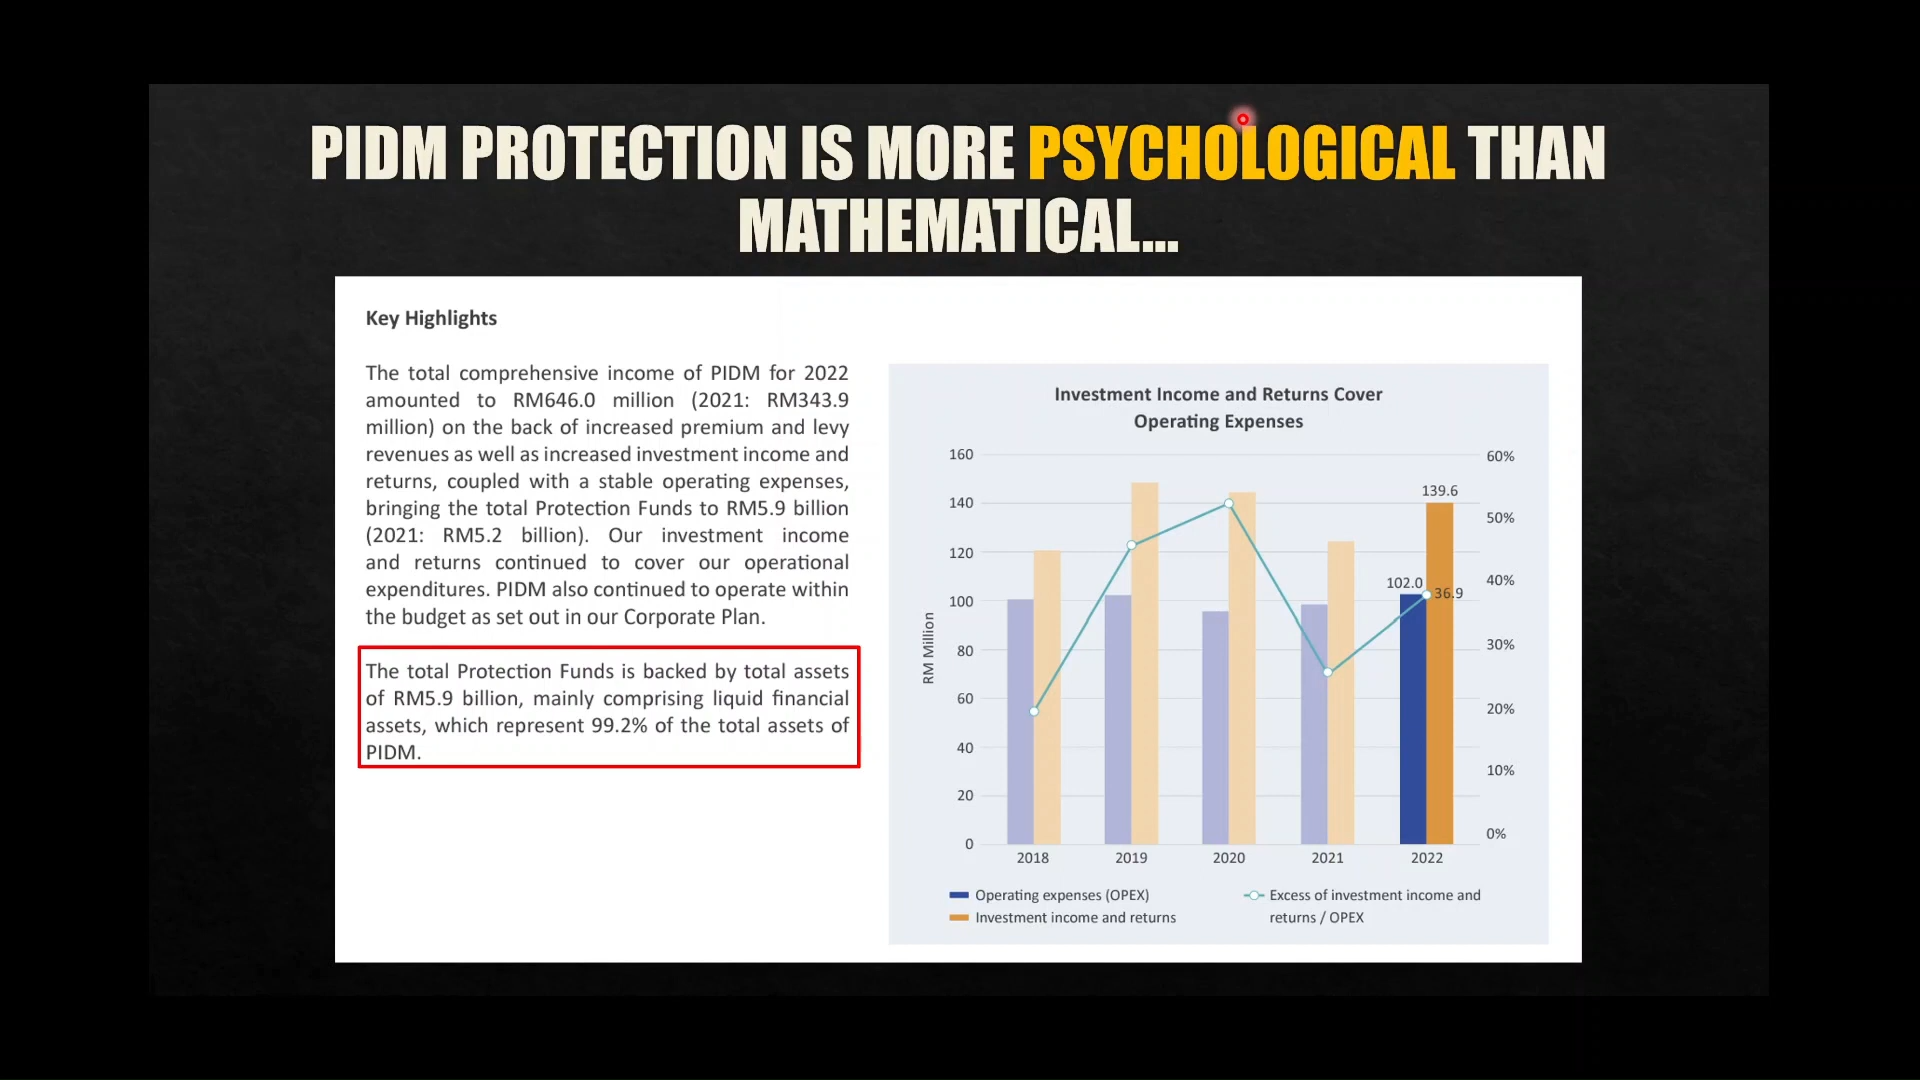 PIDM PROTECTION IS MORE PSYCHOLOGICAL THAN
MATHEMATICAL...
Key Highlights
The total comprehensive income of PIDM for 2022
amounted to RM646.0 million (2021: RM343.9
million) on the back of increased premium and levy
revenues as well as increased investment income and
returns, coupled with a stable operating expenses,
bringing the total Protection Funds to RM5.9 billion
(2021: RM5.2 billion). Our investment income
and returns continued to cover our operational
expenditures. PIDM also continued to operate within
the budget as set out in our Corporate Plan.
The total Protection Funds is backed by total assets
of RM5.9 billion, mainly comprising liquid financial
assets, which represent 99.2% of the total assets of
PIDM.
Investment Income and Returns Cover
Operating Expenses
RM Million
160
140
120
100
80
60
40
20
0
60%
50%
40%
30%
20%
10%
0%
139.6
102.0
36.9
2018
2019
2020
2021
2022
Operating expenses (OPEX)
Investment income and returns
Excess of investment income and
returns / OPEX